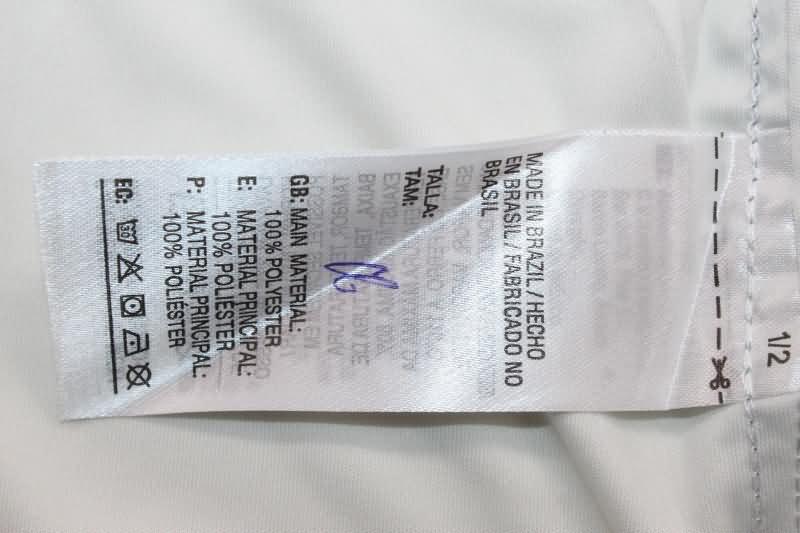 1/2
MADE IN BRAZIL / HECHO
EN BRASIL / FABRICADO NO
BRASIL
TALLA:
TAM:
GB: MAIN MATERIAL:
100% POLYESTER
E: MATERIAL PRINCIPAL:
100% POLIÉSTER
P: MATERIAL PRINCIPAL:
100% POLIÉSTER
EC: